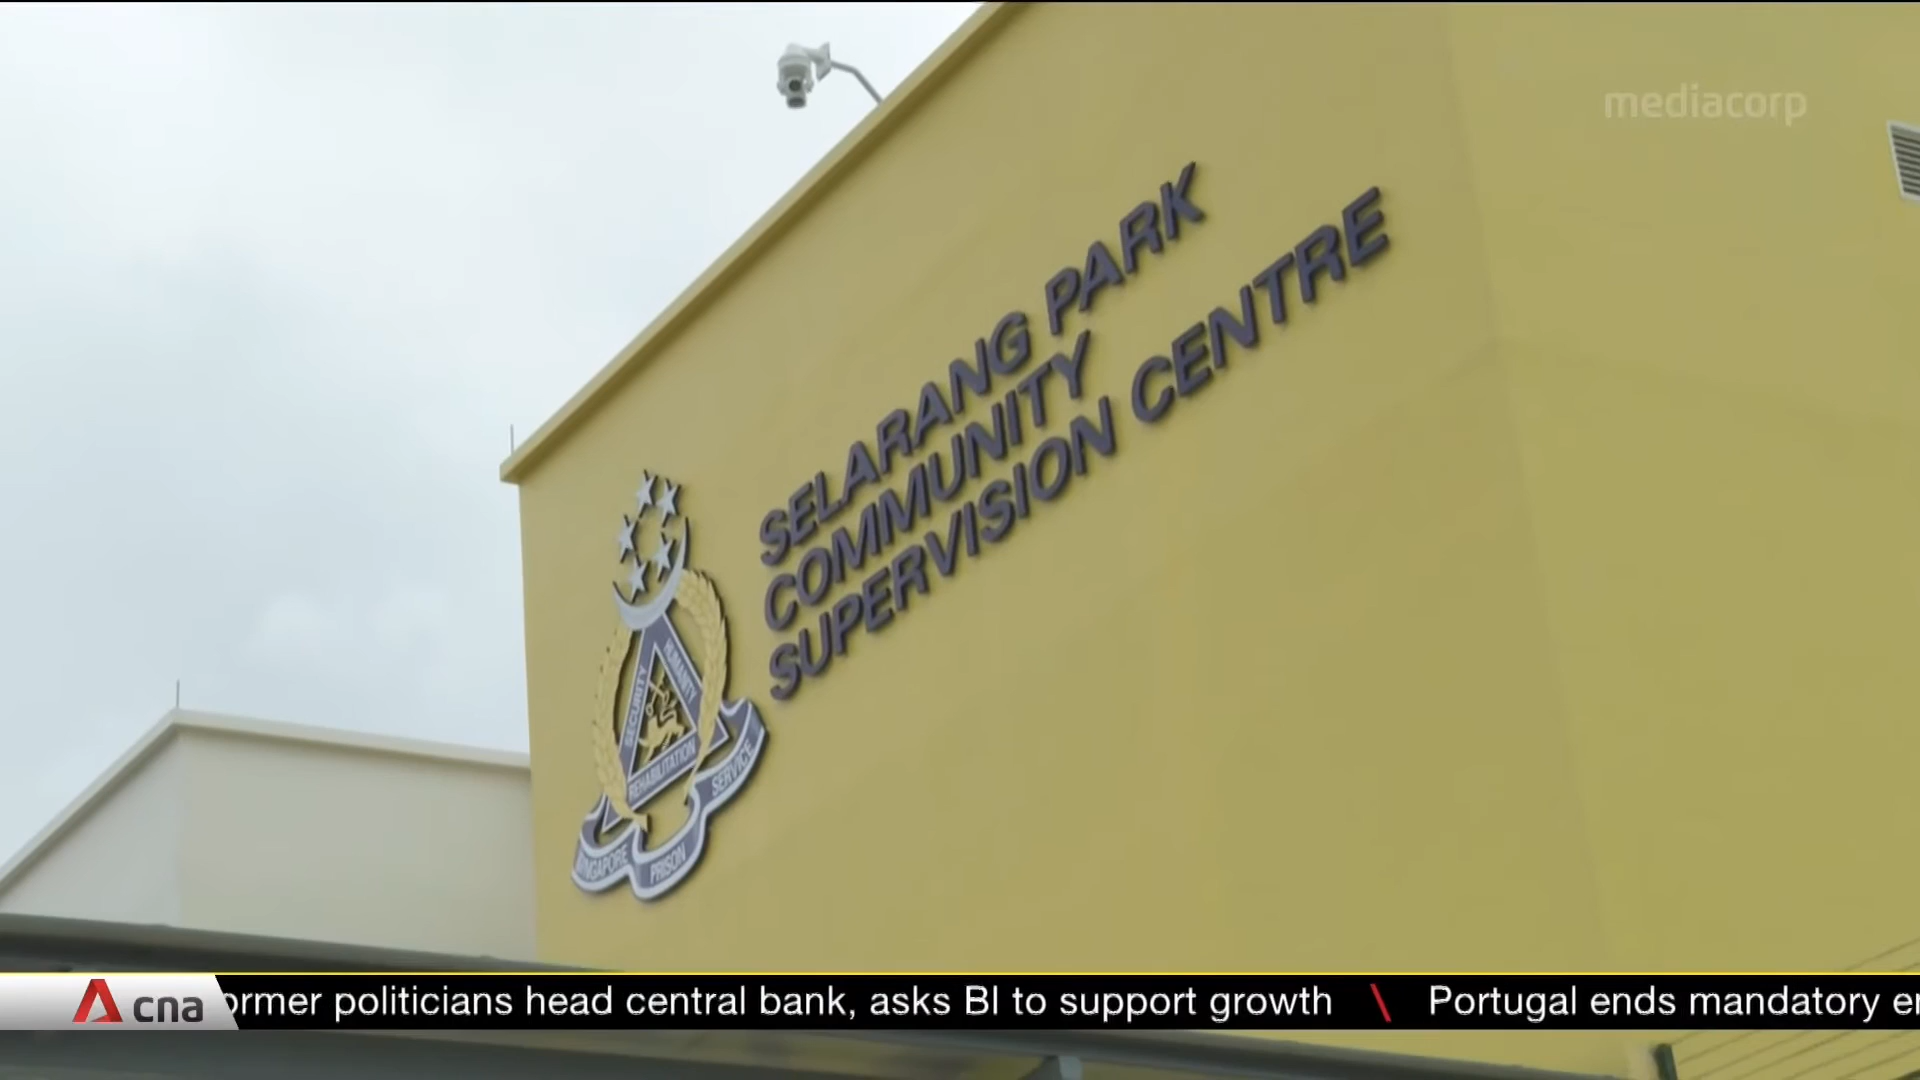 mediacorp
SELARANG PARK
COMMUNITY
SUPERVISION CENTRE
SECURITY
HUMANITY
REHABILITATION
SINGAPORE PRISON SERVICE
cna
ormer politicians head central bank, asks BI to support growth \ Portugal ends mandatory